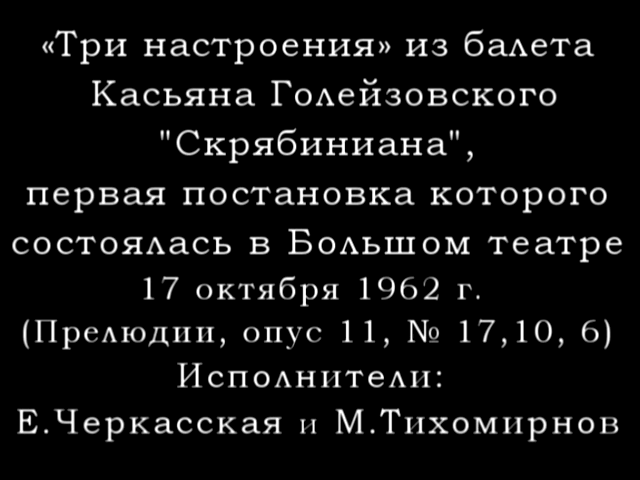 «Три настроения» из балета
Касьяна Голейзовского
"Скрябиниана",
первая постановка которого
состоялась в Большом театре
17 октября 1962 г.
(Прелюдии, опус 11, № 17,10, 6)
Исполнители:
Е.Черкасская и М.Тихомирнов